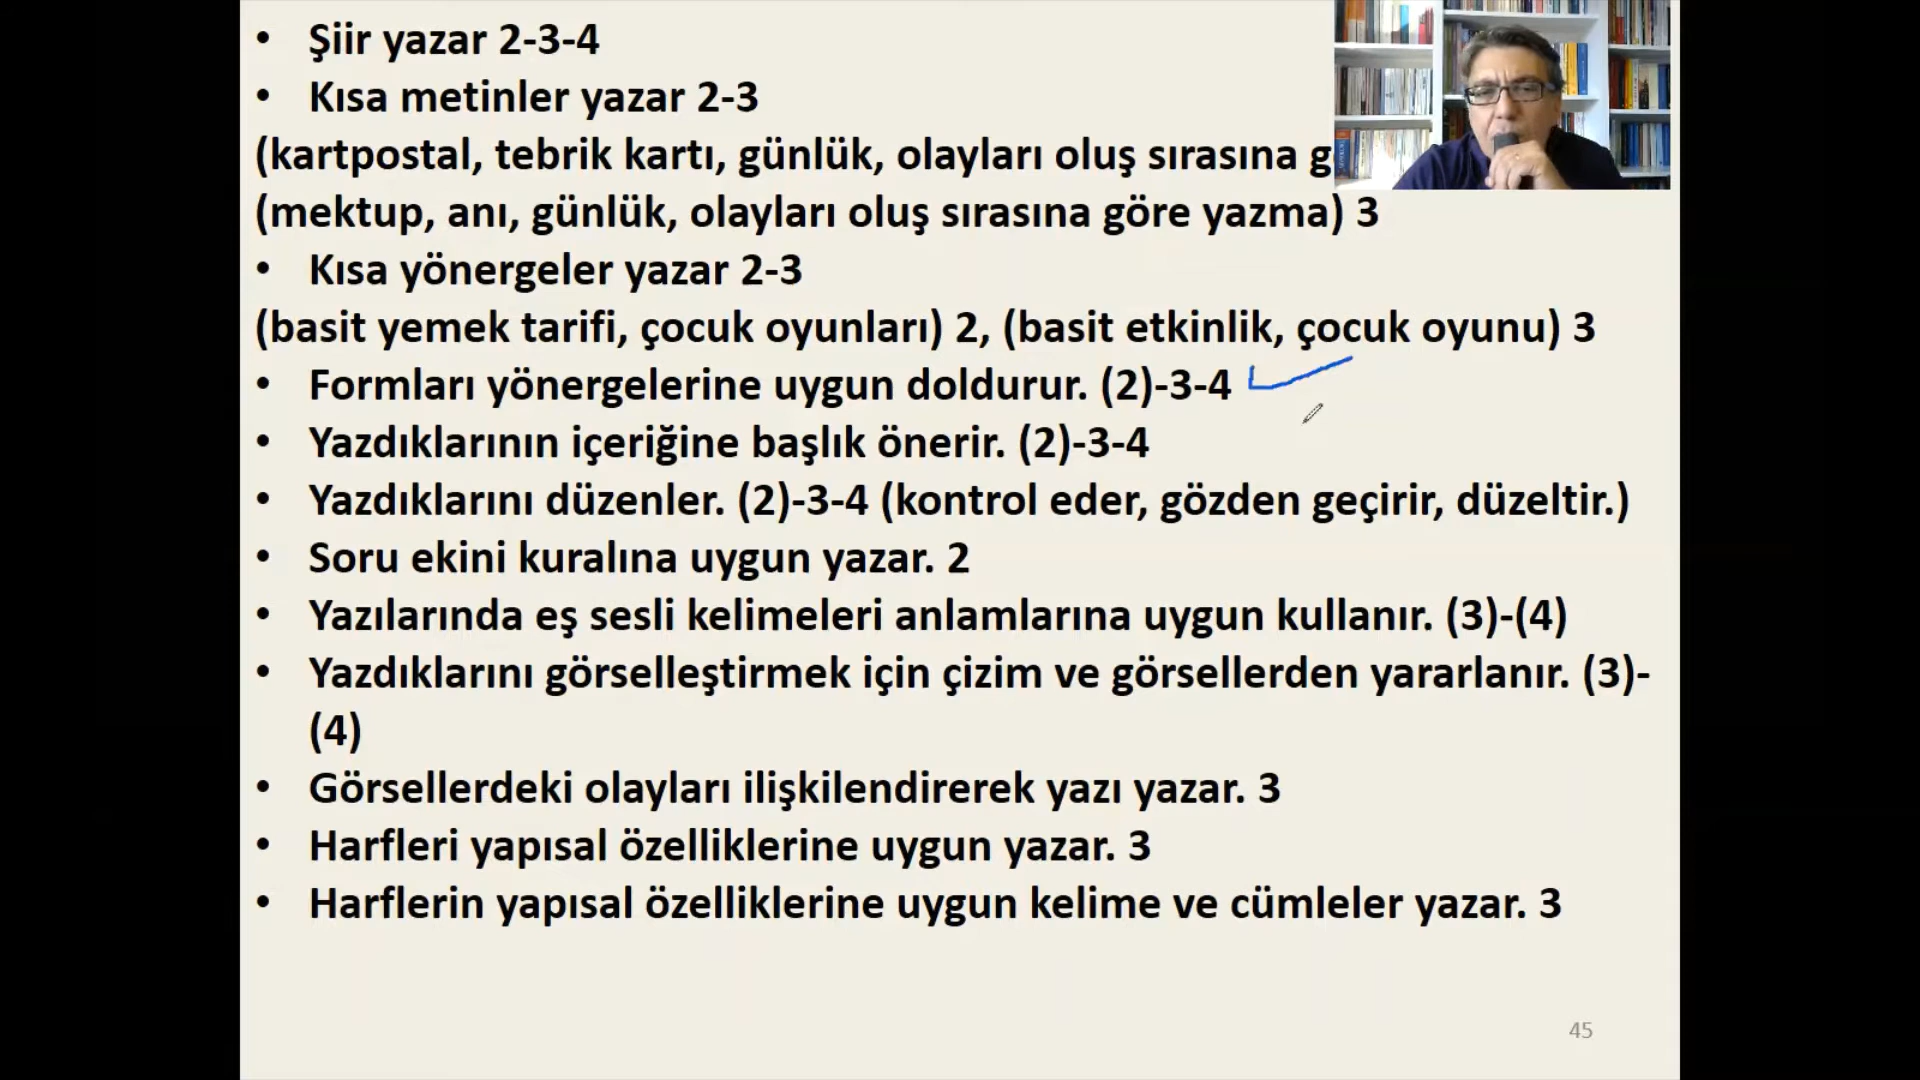 • Şiir yazar 2-3-4
• Kısa metinler yazar 2-3
(kartpostal, tebrik kartı, günlük, olayları oluş sırasına
(mektup, anı, günlük, olayları oluş sırasına göre yazma) 3
• Kısa yönergeler yazar 2-3
(basit yemek tarifi, çocuk oyunları) 2, (basit etkinlik, çocuk oyunu) 3
• Formları yönergelerine uygun doldurur. (2)-3-4
• Yazdıklarının içeriğine başlık önerir. (2)-3-4
• Yazdıklarını düzenler. (2)-3-4 (kontrol eder, gözden geçirir, düzeltir.)
• Soru ekini kuralına uygun yazar. 2
• Yazılarında eş sesli kelimeleri anlamlarına uygun kullanır. (3)-(4)
• Yazdıklarını görselleştirmek için çizim ve görsellerden yararlanır. (3)-
(4)
• Görsellerdeki olayları ilişkilendirerek yazı yazar. 3
• Harfleri yapısal özelliklerine uygun yazar. 3
• Harflerin yapısal özelliklerine uygun kelime ve cümleler yazar. 3
45